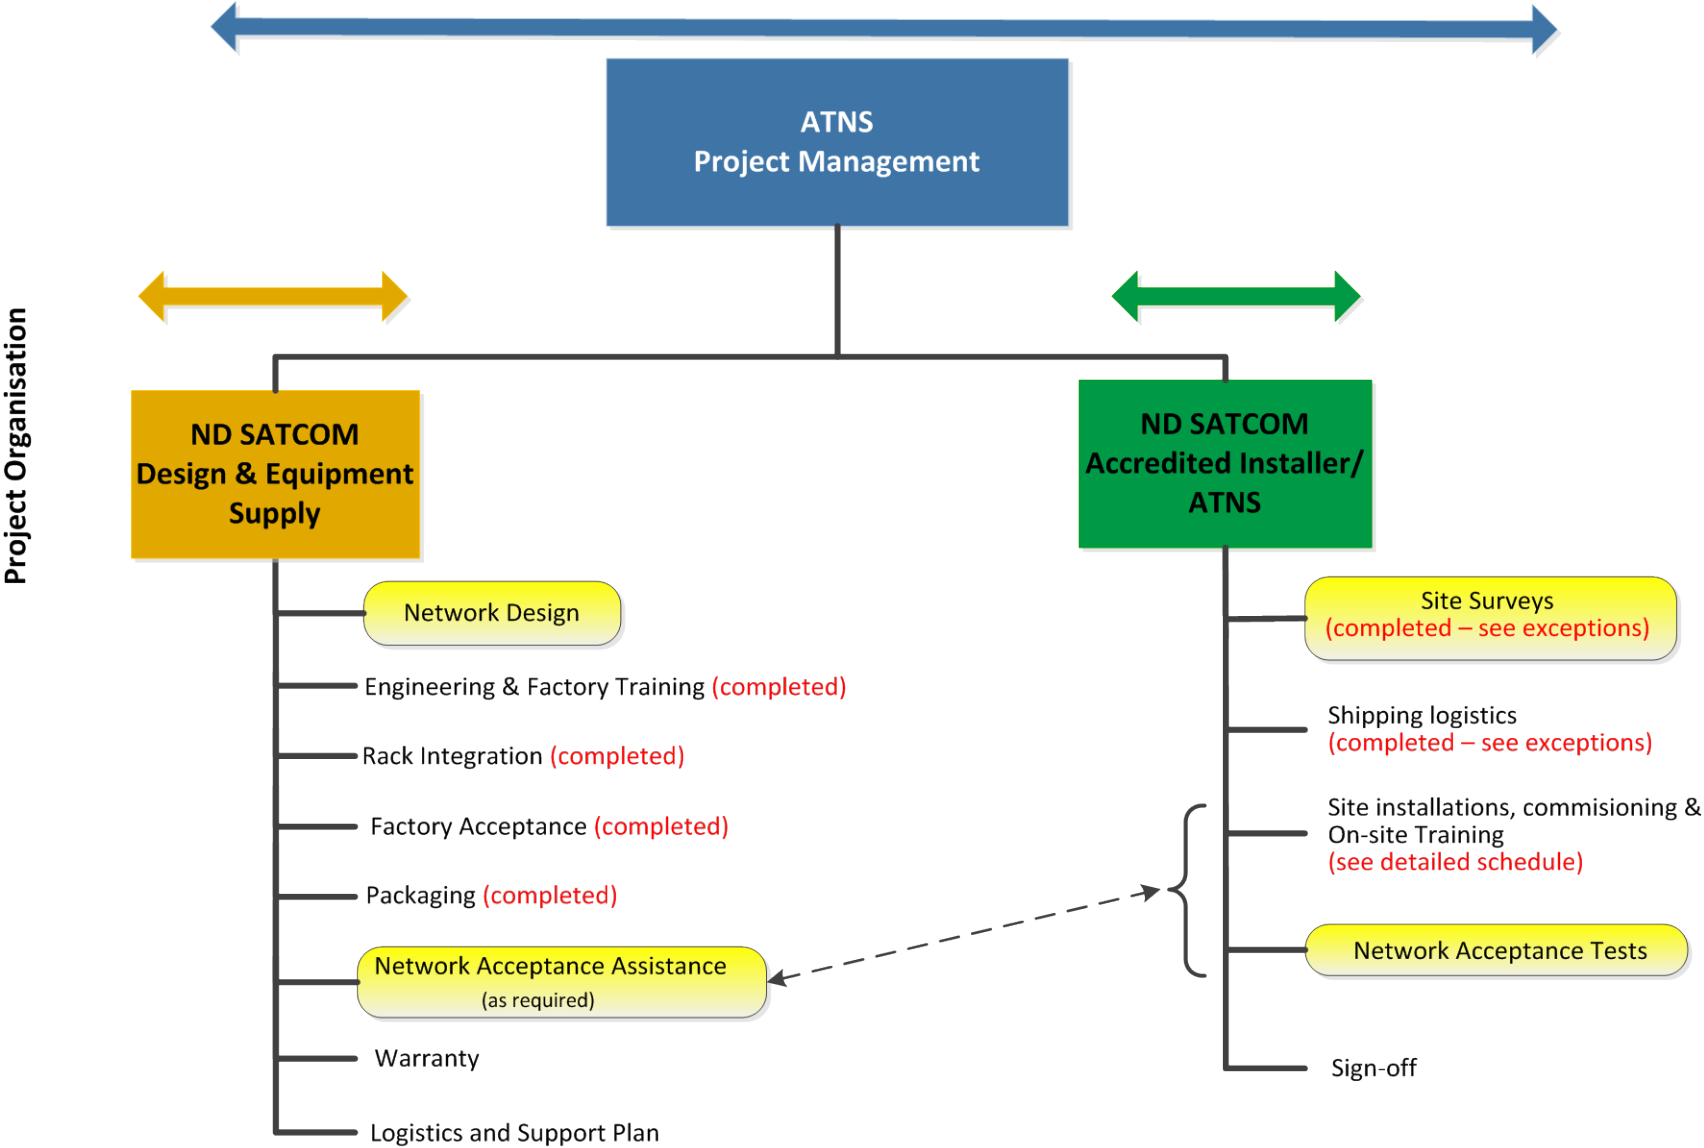 ATNS
Project Management
Project Organisation
ND SATCOM
Design & Equipment
Supply
Network Design
Engineering & Factory Training (completed)
Rack Integration (completed)
Factory Acceptance (completed)
Packaging (completed)
Network Acceptance Assistance
(as required)
Warranty
Logistics and Support Plan
ND SATCOM
Accredited Installer/
ATNS
Site Surveys
(completed – see exceptions)
Shipping logistics
(completed – see exceptions)
Site installations, commisioning &
On-site Training
(see detailed schedule)
Network Acceptance Tests
Sign-off